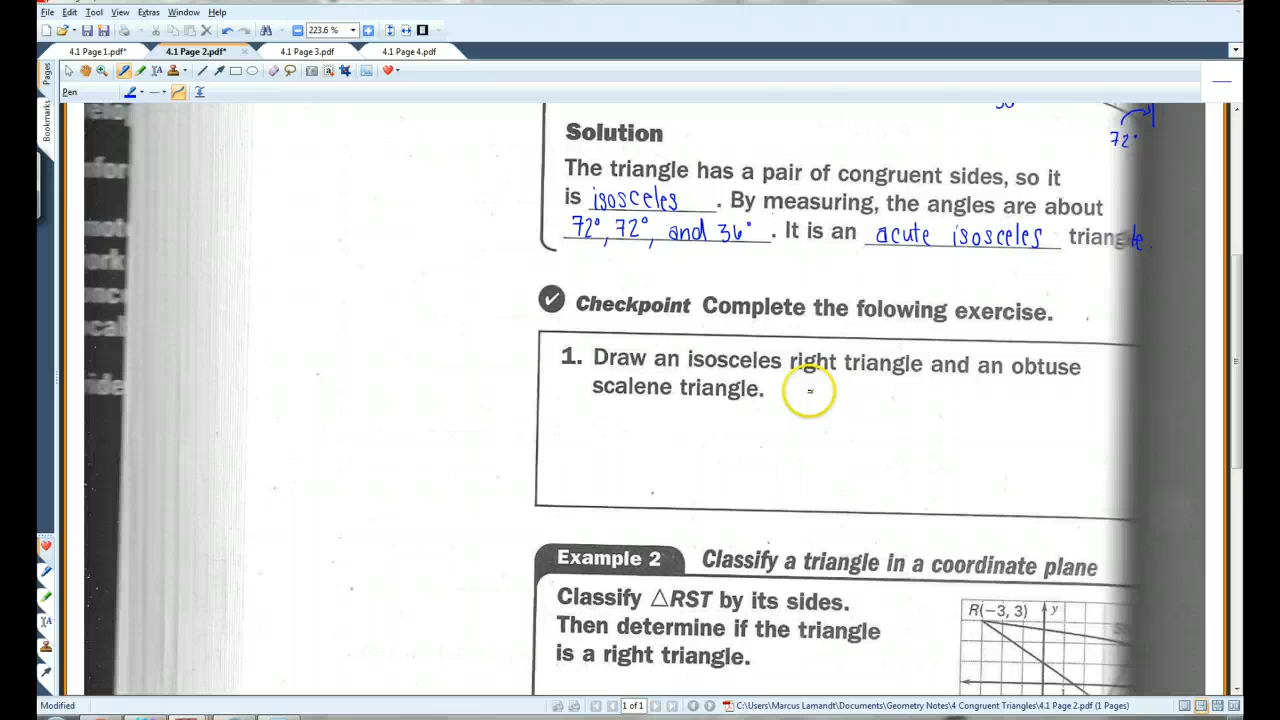 File Edit View Tool Extras Window Help
223.6 %
4.1 Page 1.pdf* 4.1 Page 2.pdf* 4.1 Page 3.pdf 4.1 Page 4.pdf
Pen
Pages
Bookmarks
72°
Solution
The triangle has a pair of congruent sides, so it
is isosceles. By measuring, the angles are about
72°, 72°, and 36°. It is an acute isosceles triangle.
Checkpoint Complete the following exercise.
1. Draw an isosceles right triangle and an obtuse
scalene triangle.
Example 2 Classify a triangle in a coordinate plane
Classify △RST by its sides.
Then determine if the triangle
is a right triangle.
R(−3, 3) y
1
Modified
1 of 1
C:\Users\Marcus Lamandt\Documents\Geometry Notes\4 Congruent Triangles\4.1 Page 2.pdf (1 Pages)